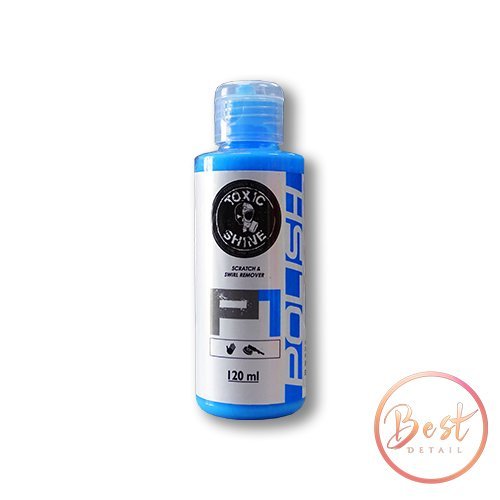 TOXIC
SHINE
SCRATCH &
SWIRL REMOVER
P1
120 ml
POLISH
Best
DETAIL